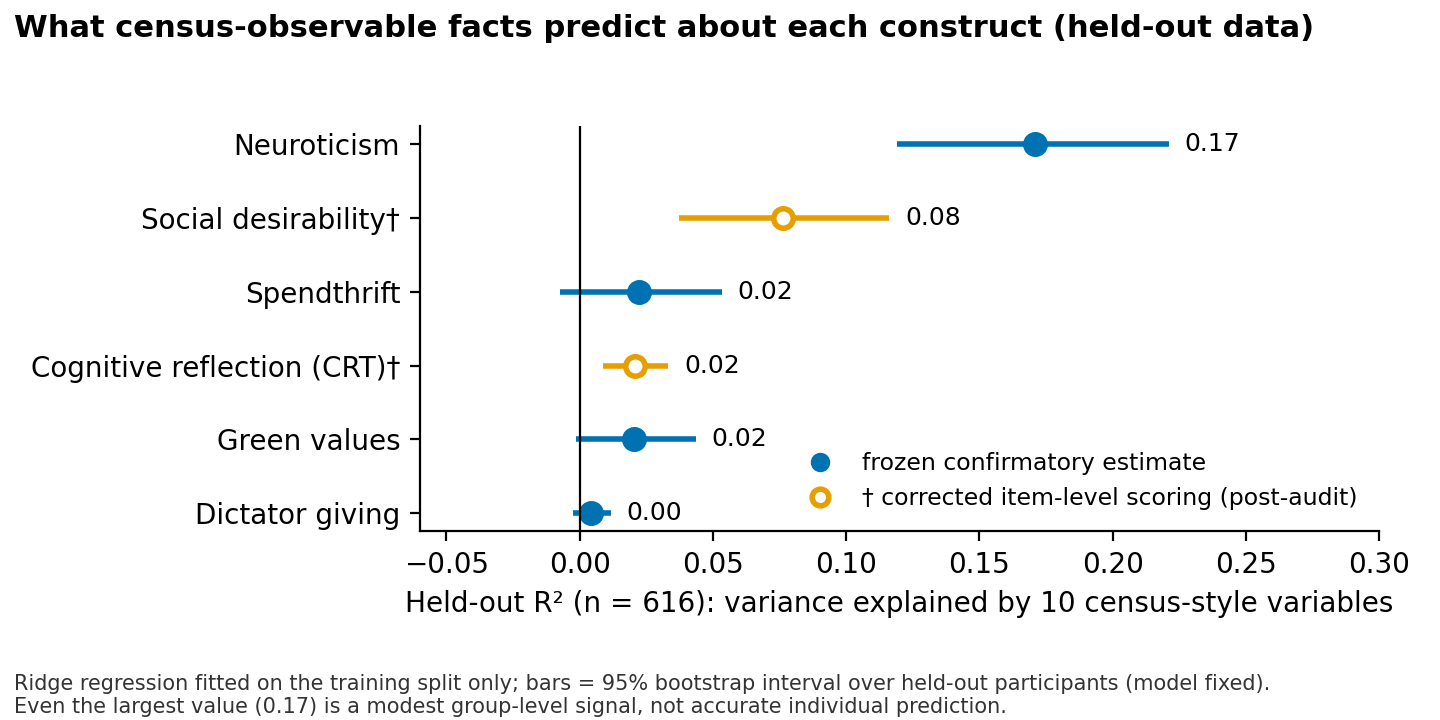 What census-observable facts predict about each construct (held-out data)
Neuroticism
0.17
Social desirability†
0.08
Spendthrift
0.02
Cognitive reflection (CRT)†
0.02
Green values
0.02
frozen confirmatory estimate
† corrected item-level scoring (post-audit)
Dictator giving
0.00
−0.05 0.00 0.05 0.10 0.15 0.20 0.25 0.30
Held-out R² (n = 616): variance explained by 10 census-style variables
Ridge regression fitted on the training split only; bars = 95% bootstrap interval over held-out participants (model fixed).
Even the largest value (0.17) is a modest group-level signal, not accurate individual prediction.